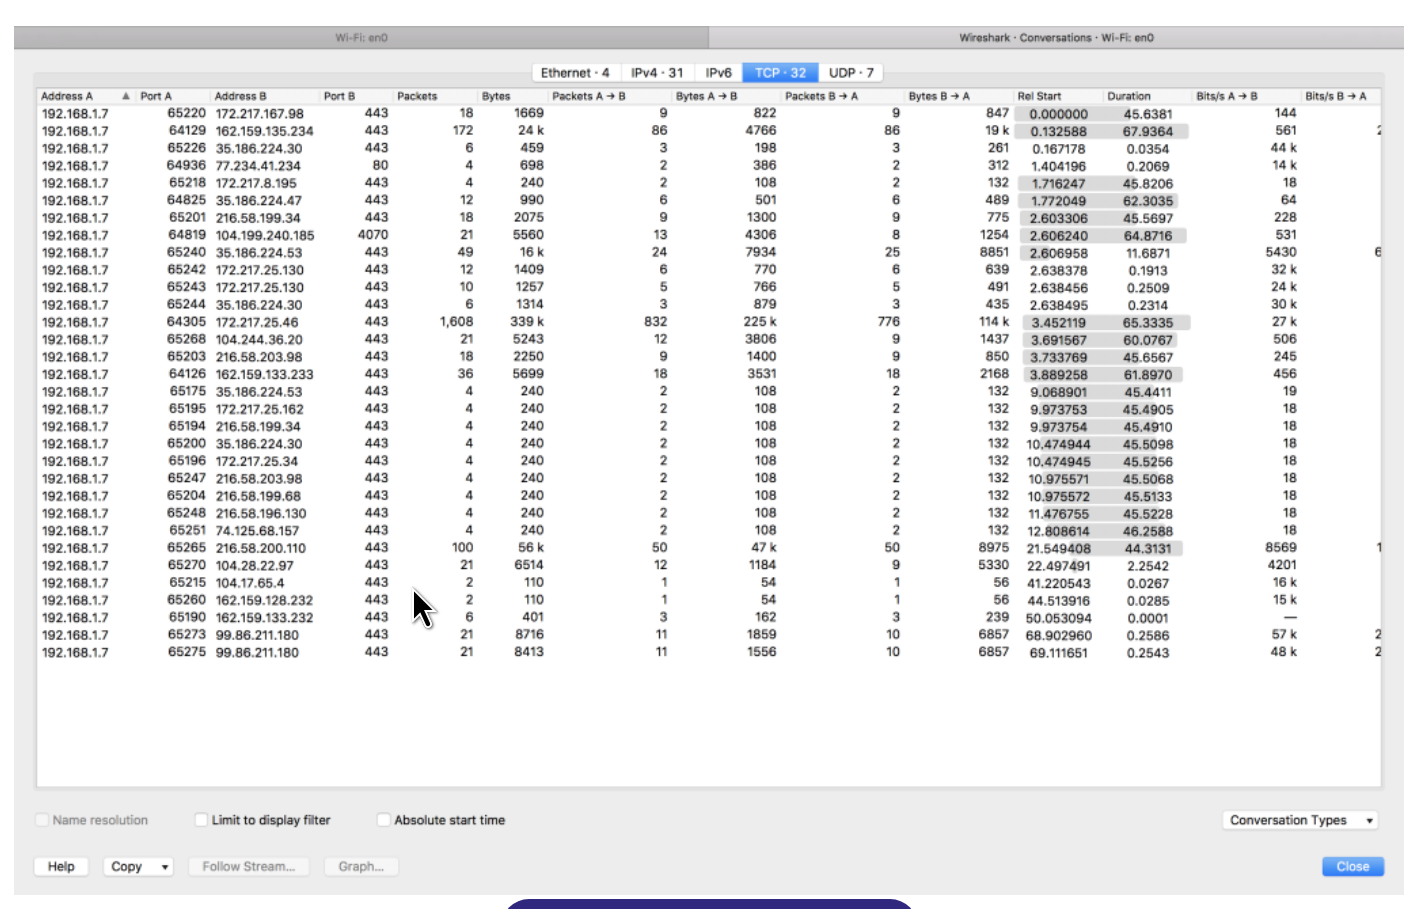 Wi-Fi: en0 Wireshark · Conversations · Wi-Fi: en0
Ethernet · 4 IPv4 · 31 IPv6 TCP · 32 UDP · 7
Address A ▲ Port A Address B Port B Packets Bytes Packets A → B Bytes A → B Packets B → A Bytes B → A Rel Start Duration Bits/s A → B Bits/s B → A
192.168.1.7 65220 172.217.167.98 443 18 1669 9 822 9 847 0.000000 45.6381 144
192.168.1.7 64129 162.159.135.234 443 172 24 k 86 4766 86 19 k 0.132588 67.9364 561
192.168.1.7 65226 35.186.224.30 443 6 459 3 198 3 261 0.167178 0.0354 44 k
192.168.1.7 64936 77.234.41.234 80 4 698 2 386 2 312 1.404196 0.2069 14 k
192.168.1.7 65218 172.217.8.195 443 4 240 2 108 2 132 1.716247 45.8206 18
192.168.1.7 64825 35.186.224.47 443 12 990 6 501 6 489 1.772049 62.3035 64
192.168.1.7 65201 216.58.199.34 443 18 2075 9 1300 9 775 2.603306 45.5697 228
192.168.1.7 64819 104.199.240.185 4070 21 5560 13 4306 8 1254 2.606240 64.8716 531
192.168.1.7 65240 35.186.224.53 443 49 16 k 24 7934 25 8851 2.606958 11.6871 5430 6
192.168.1.7 65242 172.217.25.130 443 12 1409 6 770 6 639 2.638378 0.1913 32 k
192.168.1.7 65243 172.217.25.130 443 10 1257 5 766 5 491 2.638456 0.2509 24 k
192.168.1.7 65244 35.186.224.30 443 6 1314 3 879 3 435 2.638495 0.2314 30 k
192.168.1.7 64305 172.217.25.46 443 1,608 339 k 832 225 k 776 114 k 3.452119 65.3335 27 k
192.168.1.7 65268 104.244.36.20 443 21 5243 12 3806 9 1437 3.691567 60.0767 506
192.168.1.7 65203 216.58.203.98 443 18 2250 9 1400 9 850 3.733769 45.6567 245
192.168.1.7 64126 162.159.133.233 443 36 5699 18 3531 18 2168 3.889258 61.8970 456
192.168.1.7 65175 35.186.224.53 443 4 240 2 108 2 132 9.068901 45.4411 19
192.168.1.7 65195 172.217.25.162 443 4 240 2 108 2 132 9.973753 45.4905 18
192.168.1.7 65194 216.58.199.34 443 4 240 2 108 2 132 9.973754 45.4910 18
192.168.1.7 65200 35.186.224.30 443 4 240 2 108 2 132 10.474944 45.5098 18
192.168.1.7 65196 172.217.25.34 443 4 240 2 108 2 132 10.474945 45.5256 18
192.168.1.7 65247 216.58.203.98 443 4 240 2 108 2 132 10.975571 45.5068 18
192.168.1.7 65204 216.58.199.68 443 4 240 2 108 2 132 10.975572 45.5133 18
192.168.1.7 65248 216.58.196.130 443 4 240 2 108 2 132 11.476755 45.5228 18
192.168.1.7 65251 74.125.68.157 443 4 240 2 108 2 132 12.808614 46.2588 18
192.168.1.7 65265 216.58.200.110 443 100 56 k 50 47 k 50 8975 21.549408 44.3131 8569 1
192.168.1.7 65270 104.28.22.97 443 21 6514 12 1184 9 5330 22.497491 2.2542 4201
192.168.1.7 65215 104.17.65.4 443 2 110 1 54 1 56 41.220543 0.0267 16 k
192.168.1.7 65260 162.159.128.232 443 2 110 1 54 1 56 44.513916 0.0285 15 k
192.168.1.7 65190 162.159.133.232 443 6 401 3 162 3 239 50.053094 0.0001 —
192.168.1.7 65273 99.86.211.180 443 21 8716 11 1859 10 6857 68.902960 0.2586 57 k 2
192.168.1.7 65275 99.86.211.180 443 21 8413 11 1556 10 6857 69.111651 0.2543 48 k 2
Name resolution Limit to display filter Absolute start time Conversation Types
Help Copy Follow Stream... Graph... Close